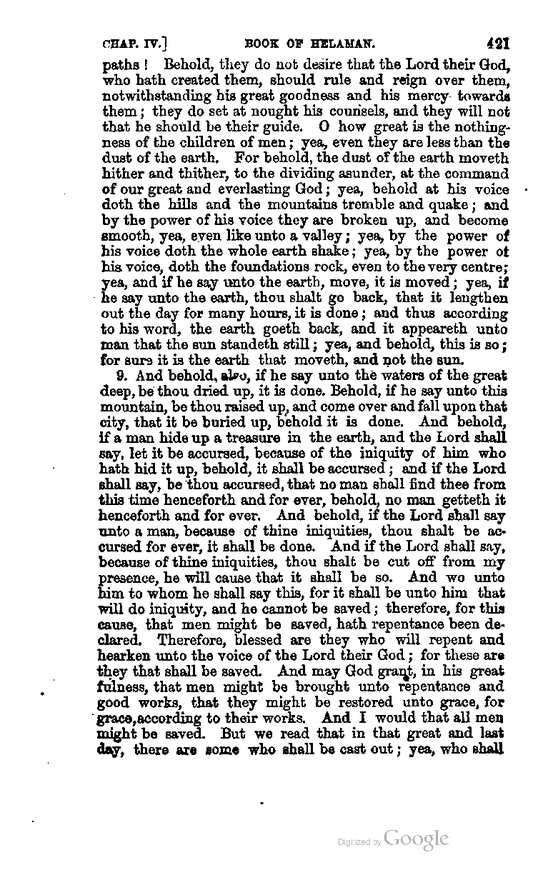 CHAP. IV.] BOOK OF HELAMAN. 421
paths ! Behold, they do not desire that the Lord their God,
who hath created them, should rule and reign over them,
notwithstanding his great goodness and his mercy towards
them ; they do set at nought his counsels, and they will not
that he should be their guide. O how great is the nothing-
ness of the children of men ; yea, even they are less than the
dust of the earth. For behold, the dust of the earth moveth
hither and thither, to the dividing asunder, at the command
of our great and everlasting God ; yea, behold at his voice
doth the hills and the mountains tremble and quake ; and
by the power of his voice they are broken up, and become
smooth, yea, even like unto a valley ; yea, by the power of
his voice doth the whole earth shake ; yea, by the power of
his voice, doth the foundations rock, even to the very centre;
yea, and if he say unto the earth, move, it is moved ; yea, if
he say unto the earth, thou shalt go back, that it lengthen
out the day for many hours, it is done ; and thus according
to his word, the earth goeth back, and it appeareth unto
man that the sun standeth still ; yea, and behold, this is so ;
for sure it is the earth that moveth, and not the sun.
9. And behold, also, if he say unto the waters of the great
deep, be thou dried up, it is done. Behold, if he say unto this
mountain, be thou raised up, and come over and fall upon that
city, that it be buried up, behold it is done. And behold,
if a man hide up a treasure in the earth, and the Lord shall
say, let it be accursed, because of the iniquity of him who
hath hid it up, behold, it shall be accursed ; and if the Lord
shall say, be thou accursed, that no man shall find thee from
this time henceforth and for ever, behold, no man getteth it
henceforth and for ever. And behold, if the Lord shall say
unto a man, because of thine iniquities, thou shalt be ac-
cursed for ever, it shall be done. And if the Lord shall say,
because of thine iniquities, thou shalt be cut off from my
presence, he will cause that it shall be so. And wo unto
him to whom he shall say this, for it shall be unto him that
will do iniquity, and he cannot be saved ; therefore, for this
cause, that men might be saved, hath repentance been de-
clared. Therefore, blessed are they who will repent and
hearken unto the voice of the Lord their God ; for these are
they that shall be saved. And may God grant, in his great
fulness, that men might be brought unto repentance and
good works, that they might be restored unto grace, for
grace, according to their works. And I would that all men
might be saved. But we read that in that great and last
day, there are some who shall be cast out ; yea, who shall
Digitized by Google